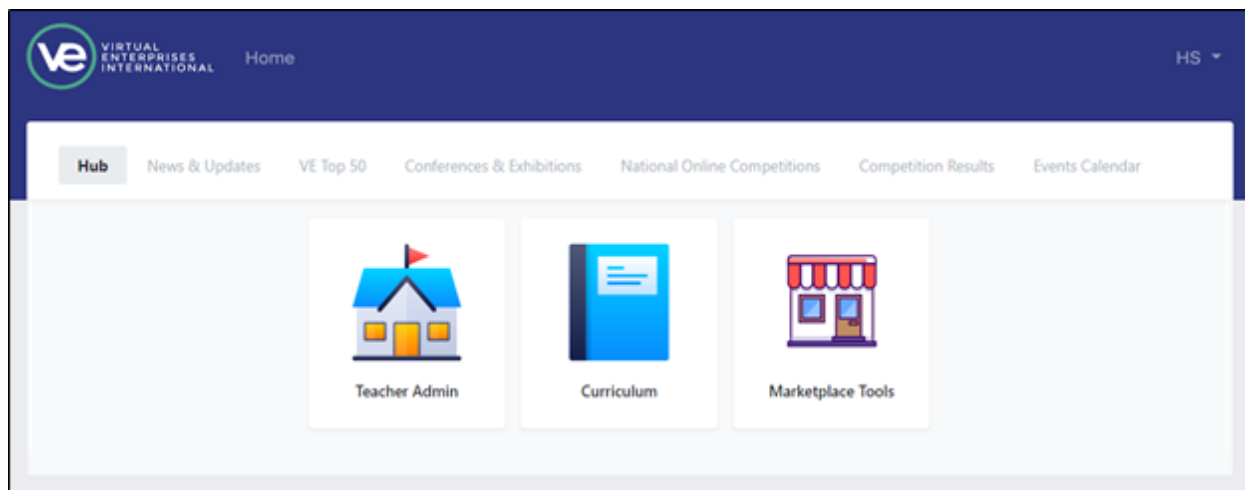 ve VIRTUAL
ENTERPRISES
INTERNATIONAL
Home
HS
Hub News & Updates VE Top 50 Conferences & Exhibitions National Online Competitions Competition Results Events Calendar
Teacher Admin Curriculum Marketplace Tools